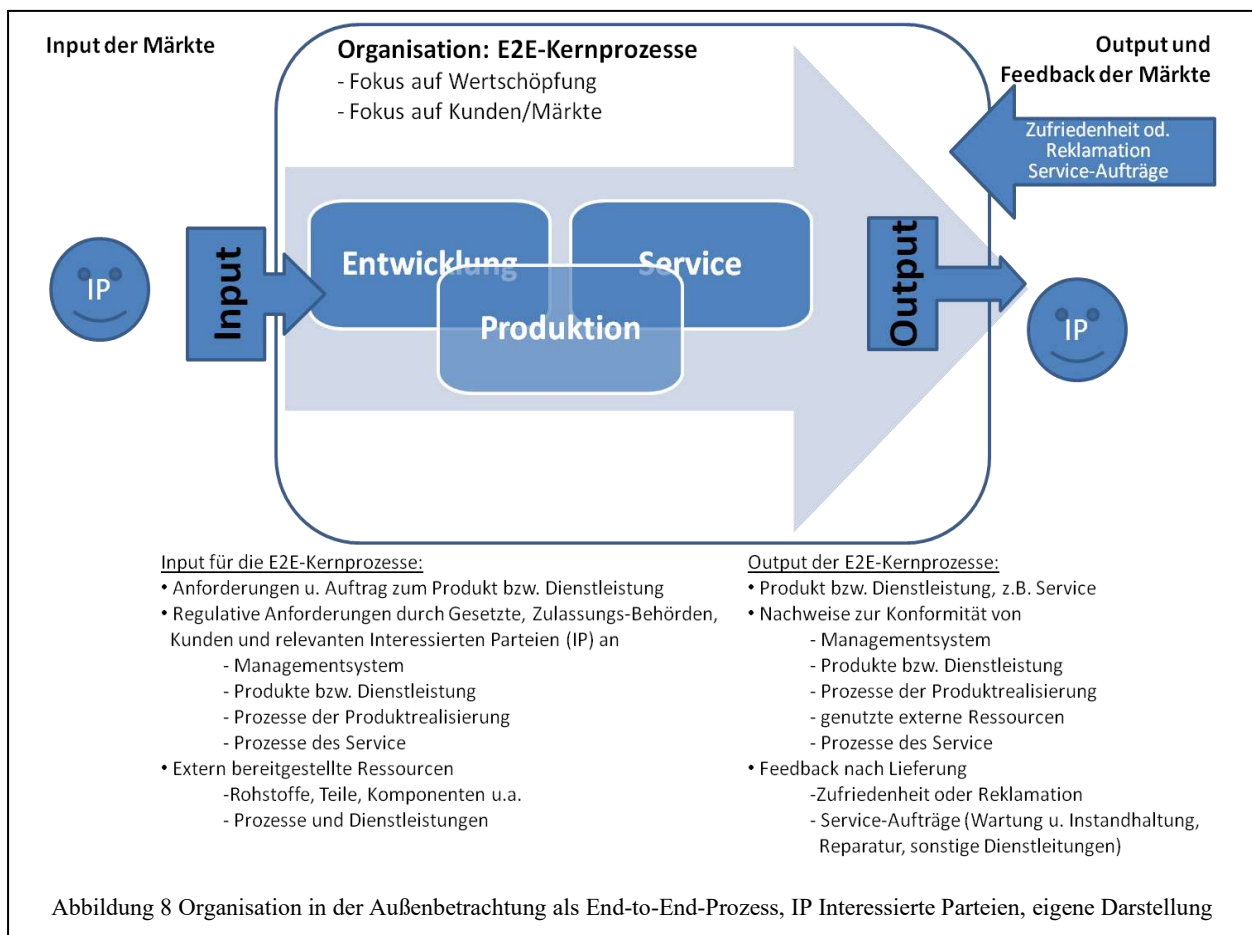 Input der Märkte
Organisation: E2E-Kernprozesse
- Fokus auf Wertschöpfung
- Fokus auf Kunden/Märkte
Output und
Feedback der Märkte
Zufriedenheit od.
Reklamation
Service-Aufträge
IP
Input
Entwicklung
Service
Produktion
Output
IP
Input für die E2E-Kernprozesse:
• Anforderungen u. Auftrag zum Produkt bzw. Dienstleistung
• Regulative Anforderungen durch Gesetzte, Zulassungs-Behörden,
Kunden und relevanten Interessierten Parteien (IP) an
- Managementsystem
- Produkte bzw. Dienstleistung
- Prozesse der Produktrealisierung
- Prozesse des Service
• Extern bereitgestellte Ressourcen
-Rohstoffe, Teile, Komponenten u.a.
- Prozesse und Dienstleistungen
Output der E2E-Kernprozesse:
• Produkt bzw. Dienstleistung, z.B. Service
• Nachweise zur Konformität von
- Managementsystem
- Produkte bzw. Dienstleistung
- Prozesse der Produktrealisierung
- genutzte externe Ressourcen
- Prozesse des Service
• Feedback nach Lieferung
-Zufriedenheit oder Reklamation
- Service-Aufträge (Wartung u. Instandhaltung,
Reparatur, sonstige Dienstleitungen)
Abbildung 8 Organisation in der Außenbetrachtung als End-to-End-Prozess, IP Interessierte Parteien, eigene Darstellung